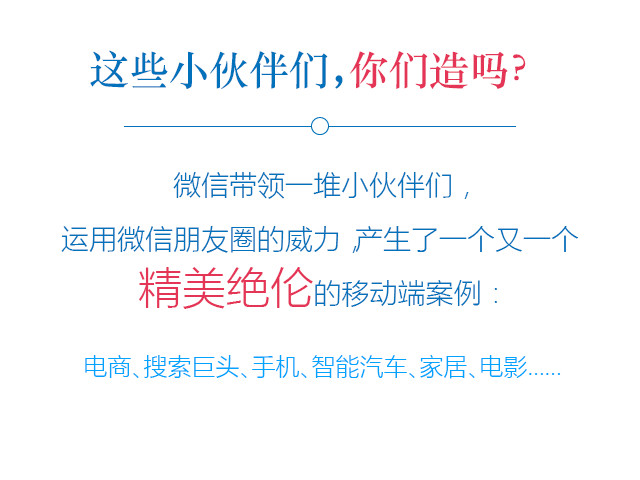 这些小伙伴们,你们造吗?
微信带领一堆小伙伴们,
运用微信朋友圈的威力,产生了一个又一个
精美绝伦的移动端案例:
电商、搜索巨头、手机、智能汽车、家居、电影......